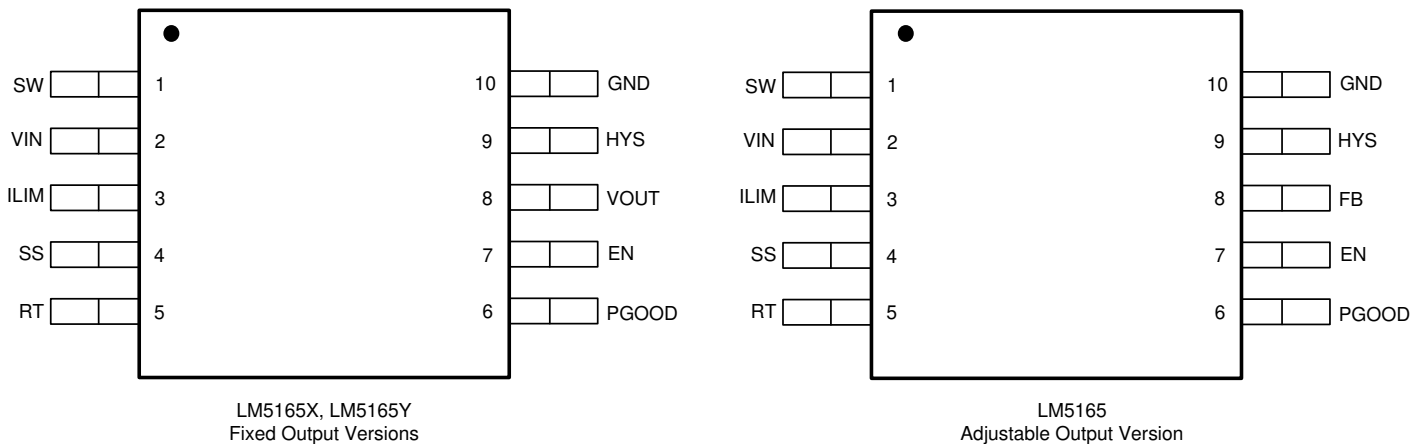 SW 1 10 GND
VIN 2 9 HYS
ILIM 3 8 VOUT
SS 4 7 EN
RT 5 6 PGOOD
LM5165X, LM5165Y
Fixed Output Versions
SW 1 10 GND
VIN 2 9 HYS
ILIM 3 8 FB
SS 4 7 EN
RT 5 6 PGOOD
LM5165
Adjustable Output Version